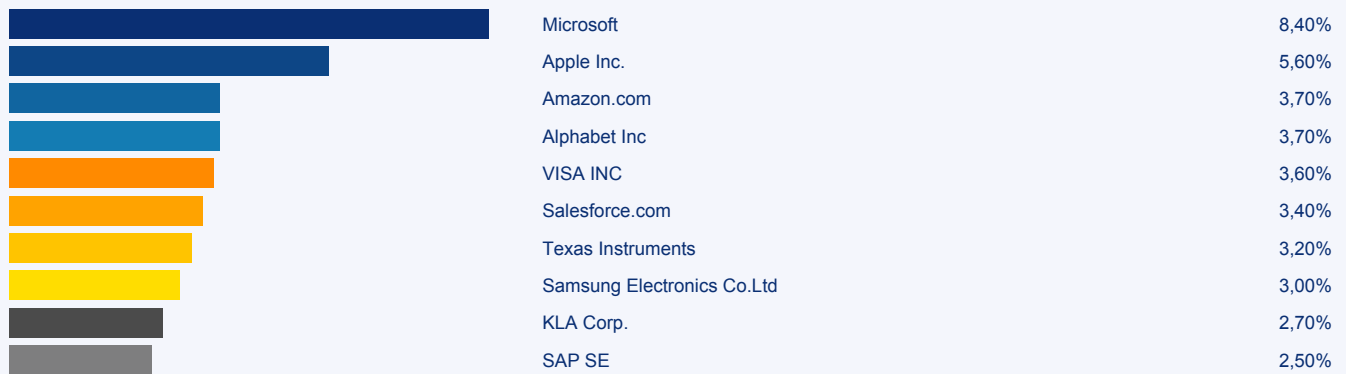 Microsoft 8,40%
Apple Inc. 5,60%
Amazon.com 3,70%
Alphabet Inc 3,70%
VISA INC 3,60%
Salesforce.com 3,40%
Texas Instruments 3,20%
Samsung Electronics Co.Ltd 3,00%
KLA Corp. 2,70%
SAP SE 2,50%